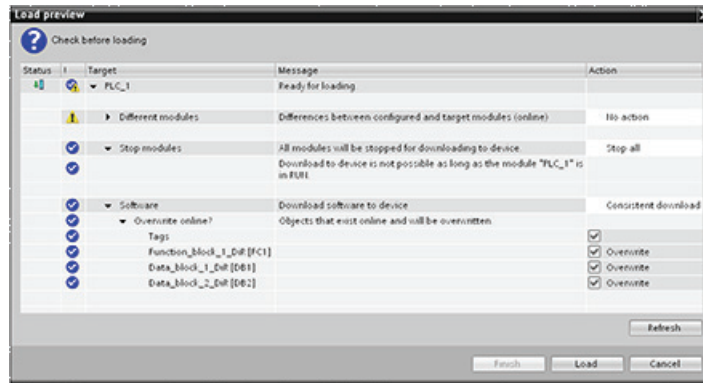 Load preview
Check before loading
Status ! Target Message Action
PLC_1 Ready for loading.
Different modules Differences between configured and target modules (online) No action
Stop modules All modules will be stopped for downloading to device. Stop all
Download to device is not possible as long as the module "PLC_1" is
in RUN.
Software Download software to device Consistent download
Overwrite online? Objects that exist online and will be overwritten.
Tags
Function_block_1_Diff [FC1] Overwrite
Data_block_1_Diff [DB1] Overwrite
Data_block_2_Diff [DB2] Overwrite
Refresh
Finish Load Cancel